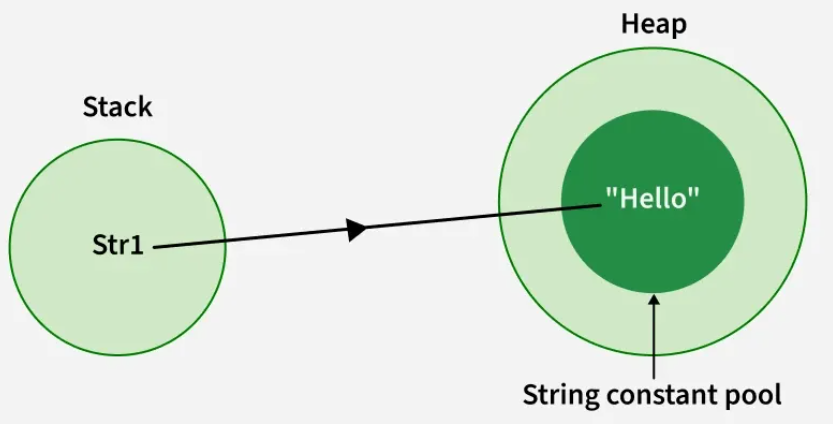 Heap
Stack
"Hello"
Str1
String constant pool